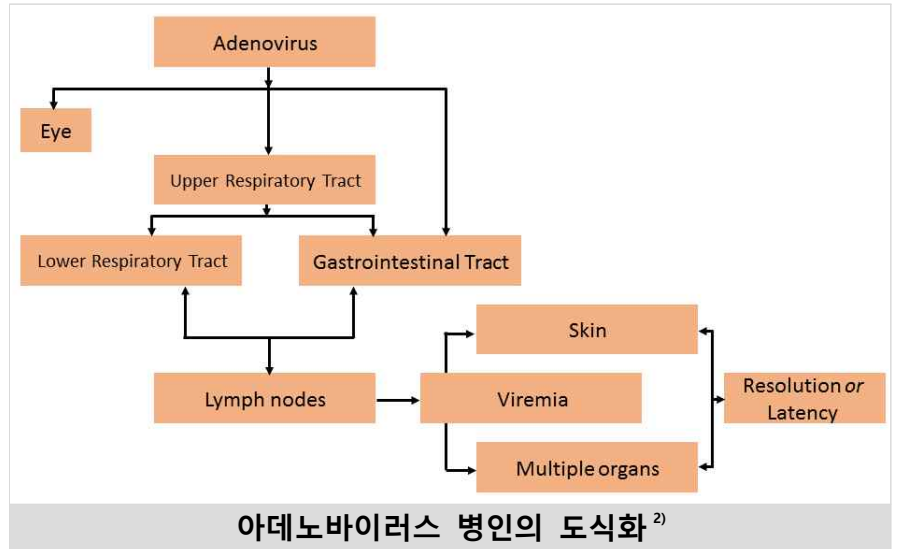 Adenovirus
Eye
Upper Respiratory Tract
Lower Respiratory Tract
Gastrointestinal Tract
Skin
Lymph nodes
Viremia
Resolution or
Latency
Multiple organs
아데노바이러스 병인의 도식화 2)